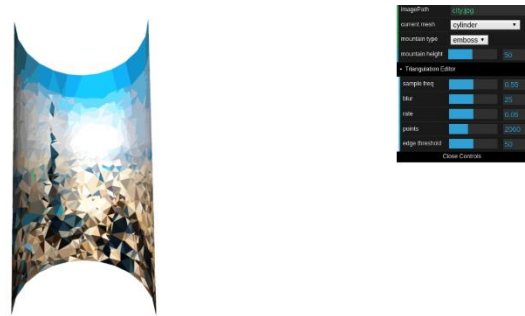 ImagePath city.jpg
current mesh cylinder
mountain type emboss
mountain height 50
Triangulation Editor
sample freq 0.55
blur 25
rate 0.05
points 2000
edge threshold 50
Close Controls